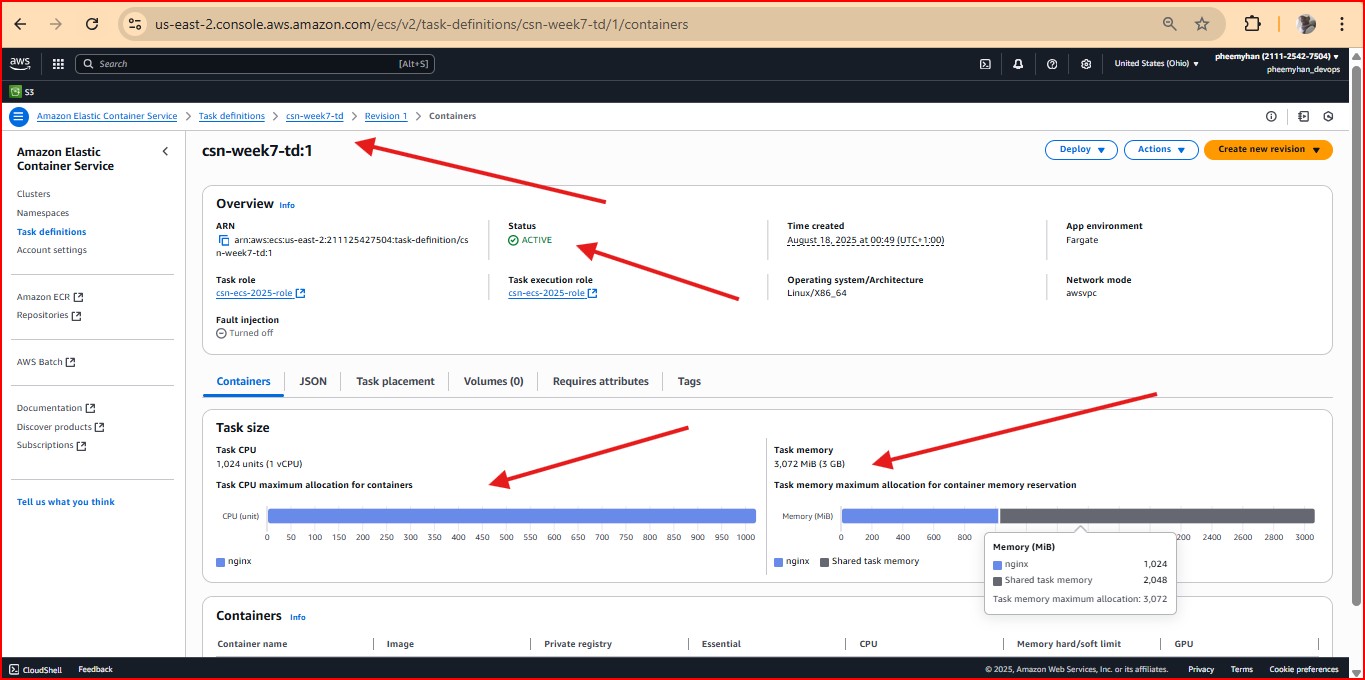 us-east-2.console.aws.amazon.com/ecs/v2/task-definitions/csn-week7-td/1/containers
aws
Search
[Alt+S]
United States (Ohio)
pheemyhan (2111-2542-7504)
pheemyhan_devops
S3
Amazon Elastic Container Service
Task definitions
csn-week7-td
Revision 1
Containers
Amazon Elastic
Container Service
Clusters
Namespaces
Task definitions
Account settings
Amazon ECR
Repositories
AWS Batch
Documentation
Discover products
Subscriptions
Tell us what you think
csn-week7-td:1
Deploy
Actions
Create new revision
Overview Info
ARN
arn:aws:ecs:us-east-2:211125427504:task-definition/cs
n-week7-td:1
Status
ACTIVE
Time created
August 18, 2025 at 00:49 (UTC+1:00)
App environment
Fargate
Task role
csn-ecs-2025-role
Task execution role
csn-ecs-2025-role
Operating system/Architecture
Linux/X86_64
Network mode
awsvpc
Fault injection
Turned off
Containers
JSON
Task placement
Volumes (0)
Requires attributes
Tags
Task size
Task CPU
1,024 units (1 vCPU)
Task CPU maximum allocation for containers
CPU (unit)
0 50 100 150 200 250 300 350 400 450 500 550 600 650 700 750 800 850 900 950 1000
nginx
Task memory
3,072 MiB (3 GB)
Task memory maximum allocation for container memory reservation
Memory (MiB)
0 200 400 600 800 2400 2600 2800 3000
nginx Shared task memory
Memory (MiB)
nginx 1,024
Shared task memory 2,048
Task memory maximum allocation: 3,072
Containers Info
Container name
Image
Private registry
Essential
CPU
Memory hard/soft limit
GPU
CloudShell
Feedback
© 2025, Amazon Web Services, Inc. or its affiliates.
Privacy
Terms
Cookie preferences